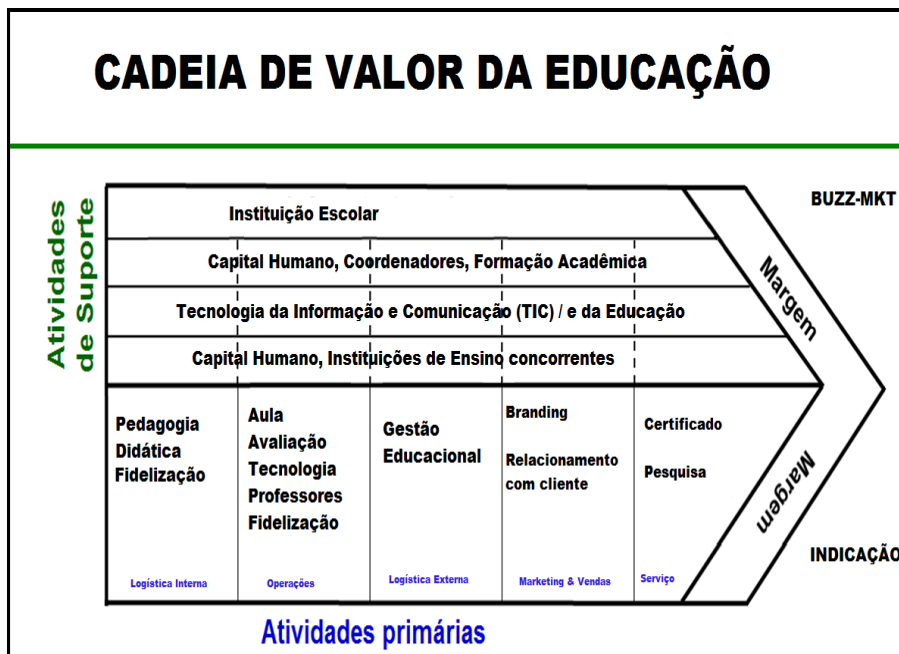 CADEIA DE VALOR DA EDUCAÇÃO
Atividades
de Suporte
Instituição Escolar
Capital Humano, Coordenadores, Formação Acadêmica
Tecnologia da Informação e Comunicação (TIC) / e da Educação
Capital Humano, Instituições de Ensino concorrentes
Margem
Margem
BUZZ-MKT
INDICAÇÃO
Pedagogia
Didática
Fidelização
Logística Interna
Aula
Avaliação
Tecnologia
Professores
Fidelização
Operações
Gestão
Educacional
Logística Externa
Branding
Relacionamento
com cliente
Marketing & Vendas
Certificado
Pesquisa
Serviço
Atividades primárias